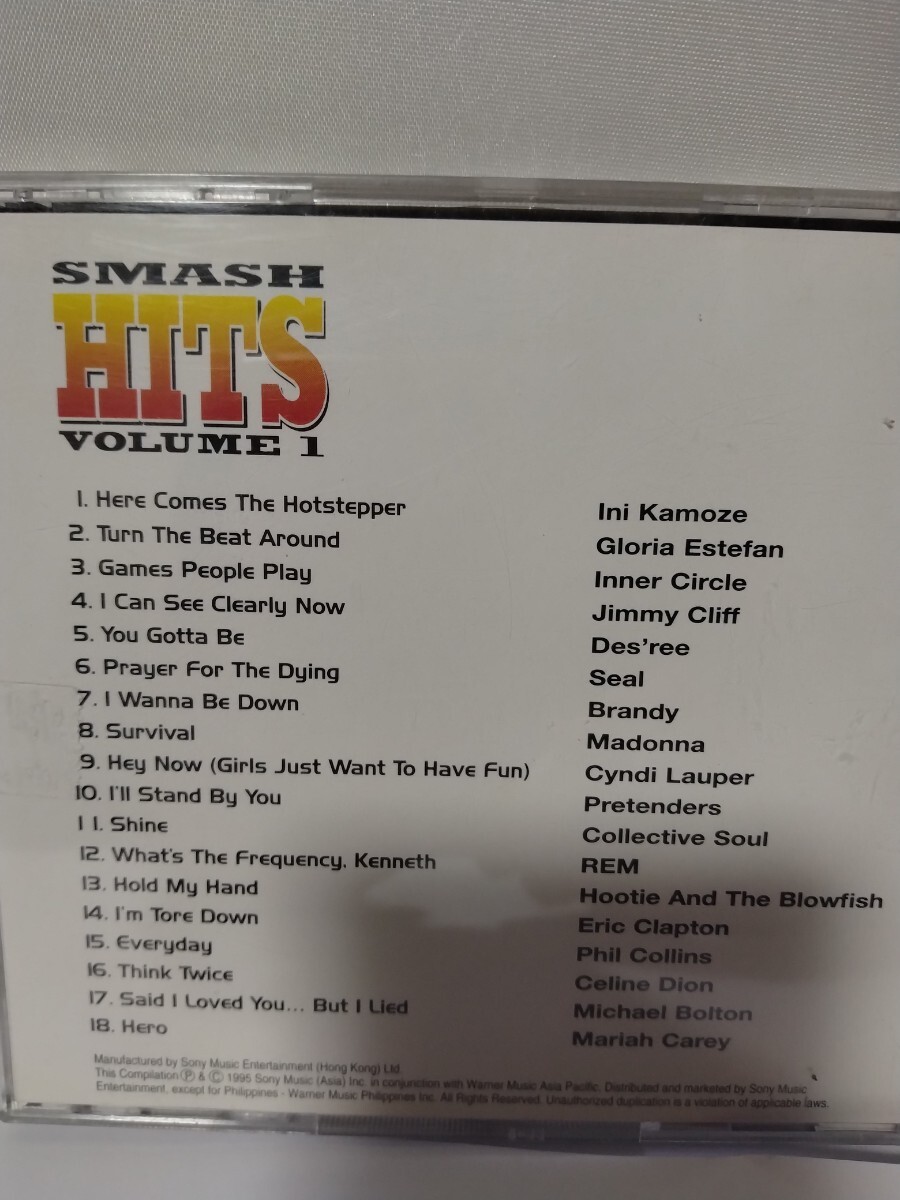 SMASH
HITS
VOLUME 1
1. Here Comes The Hotstepper Ini Kamoze
2. Turn The Beat Around Gloria Estefan
3. Games People Play Inner Circle
4. I Can See Clearly Now Jimmy Cliff
5. You Gotta Be Des'ree
6. Prayer For The Dying Seal
7. I Wanna Be Down Brandy
8. Survival Madonna
9. Hey Now (Girls Just Want To Have Fun) Cyndi Lauper
10. I'll Stand By You Pretenders
11. Shine Collective Soul
12. What's The Frequency, Kenneth REM
13. Hold My Hand Hootie And The Blowfish
14. I'm Tore Down Eric Clapton
15. Everyday Phil Collins
16. Think Twice Celine Dion
17. Said I Loved You... But I Lied Michael Bolton
18. Hero Mariah Carey
Manufactured by Sony Music Entertainment (Hong Kong) Ltd.
This Compilation Ⓟ & © 1995 Sony Music (Asia) Inc. in conjunction with Warner Music Asia Pacific. Distributed and marketed by Sony Music
Entertainment, except for Philippines - Warner Music Philippines Inc. All Rights Reserved. Unauthorized duplication is a violation of applicable laws.